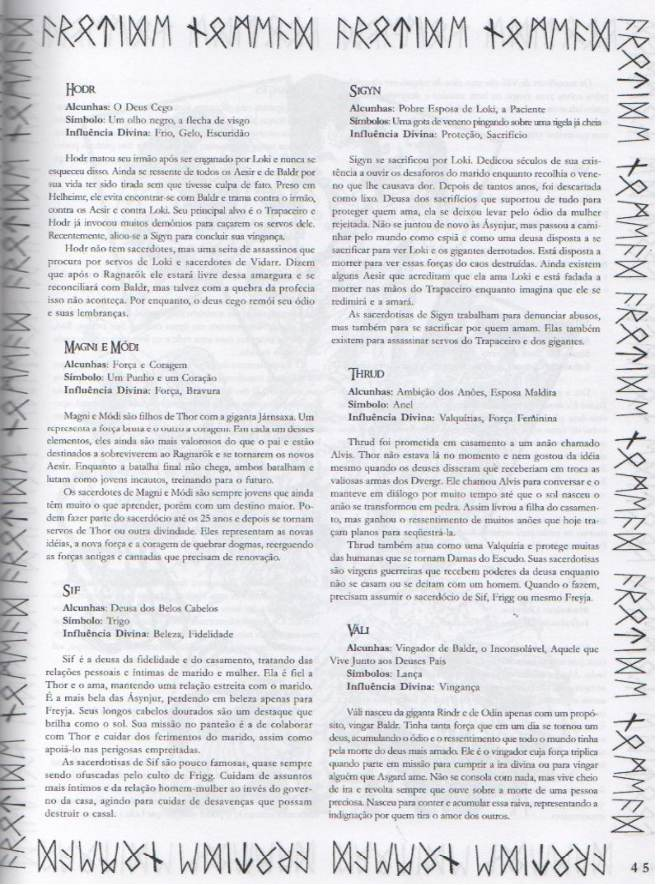 HODR
Alcunhas: O Deus Cego
Símbolo: Um olho negro, a flecha de visgo
Influência Divina: Frio, Gelo, Escuridão
Hodr matou seu irmão após ser enganado por Loki e nunca se
esqueceu disso. Ainda se ressente de todos os Aesir e de Baldr por
sua vida ter sido tirada sem que tivesse culpa de fato. Preso em
Helheime, ele evita encontrar-se com Baldr e trama contra o irmão,
contra os Aesir e contra Loki. Seu principal alvo é o Trapaceiro e
Hodr já invocou muitos demônios para caçarem os servos dele.
Recentemente, aliou-se a Sigyn para concluir sua vingança.
Hodr não tem sacerdotes, mas uma seita de assassinos que
procura por servos de Loki e sacerdotes de Vidarr. Dizem
que após o Ragnarök ele estará livre dessa amargura e se
reconciliará com Baldr, mas talvez com a quebra da profecia
isso não aconteça. Por enquanto, o deus cego remói seu ódio
e suas lembranças.
MAGNI E MÓDI
Alcunhas: Força e Coragem
Símbolo: Um Punho e um Coração
Influência Divina: Força, Bravura
Magni e Módi são filhos de Thor com a giganta Járnsaxa. Um
representa a força bruta e o outro a coragem. Em cada um desses
elementos, eles ainda são mais valorosos do que o pai e estão
destinados a sobreviverem ao Ragnarök e se tornarem os novos
Aesir. Enquanto a batalha final não chega, ambos batalham e
lutam como jovens incautos, treinando para o futuro.
Os sacerdotes de Magni e Módi são sempre jovens que ainda
têm muito o que aprender, porém com um destino maior. Po-
dem fazer parte do sacerdócio até os 25 anos e depois se tornam
servos de Thor ou outra divindade. Eles representam as novas
idéias, a nova força e a coragem de quebrar dogmas, reerguendo
as forças antigas e cansadas que precisam de renovação.
SIF
Alcunhas: Deusa dos Belos Cabelos
Símbolo: Trigo
Influência Divina: Beleza, Fidelidade
Sif é a deusa da fidelidade e do casamento, tratando das
relações pessoais e íntimas de marido e mulher. Ela é fiel a
Thor e o ama, mantendo uma relação estreita com o marido.
É a mais bela das Ásynjur, perdendo em beleza apenas para
Freyja. Seus longos cabelos dourados são um destaque que
brilha como o sol. Sua missão no panteão é a de colaborar
com Thor e cuidar dos ferimentos do marido, assim como
apoiá-lo nas perigosas empreitadas.
As sacerdotisas de Sif são pouco famosas, quase sempre
sendo ofuscadas pelo culto de Frigg. Cuidam de assuntos
mais íntimos e da relação homem-mulher ao invés do gover-
no da casa, agindo para cuidar de desavenças que possam
destruir o casal.
SIGYN
Alcunhas: Pobre Esposa de Loki, a Paciente
Símbolos: Uma gota de veneno pingando sobre uma tigela já cheia
Influência Divina: Proteção, Sacrifício
Sigyn se sacrificou por Loki. Dedicou séculos de sua exis-
tência a ouvir os desaforos do marido enquanto recolhia o vene-
no que lhe causava dor. Depois de tantos anos, foi descartada
como lixo. Deusa dos sacrifícios que suportou de tudo para
proteger quem ama, ela se deixou levar pelo ódio da mulher
rejeitada. Não se juntou de novo às Ásynjur, mas passou a cami-
nhar pelo mundo como espiã e como uma deusa disposta a se
sacrificar para ver Loki e os gigantes derrotados. Está disposta a
morrer para ver essas forças do caos destruídas. Ainda existem
alguns Aesir que acreditam que ela ama Loki e está fadada a
morrer nas mãos do Trapaceiro enquanto imagina que ele se
redimirá e a amará.
As sacerdotisas de Sigyn trabalham para denunciar abusos,
mas também para se sacrificar por quem amam. Elas também
existem para assassinar servos do Trapaceiro e dos gigantes.
THRUD
Alcunhas: Ambição dos Anões, Esposa Maldita
Símbolo: Anel
Influência Divina: Valquírias, Força Feminina
Thrud foi prometida em casamento a um anão chamado
Alvis. Thor não estava lá no momento e nem gostou da idéia
mesmo quando os deuses disseram que receberiam em troca as
valiosas armas dos Dvergr. Ele chamou Alvis para conversar e o
manteve em diálogo por muito tempo até que o sol nasceu o
anão se transformou em pedra. Assim livrou a filha do casamen-
to, mas ganhou o ressentimento de muitos anões que hoje tra-
çam planos para seqüestrá-la.
Thrud também atua como uma Valquíria e protege muitas
das humanas que se tornam Damas do Escudo. Suas sacerdotisas
são virgens guerreiras que recebem poderes da deusa enquanto
não se casam ou se deitam com um homem. Quando o fazem,
precisam assumir o sacerdócio de Sif, Frigg ou mesmo Freyja.
VÁLI
Alcunhas: Vingador de Baldr, o Inconsolável, Aquele que
Vive Junto aos Deuses Pais
Símbolos: Lança
Influência Divina: Vingança
Váli nasceu da giganta Rindr e de Odin apenas com um propó-
sito, vingar Baldr. Tinha tanta força que em um dia se tornou um
deus, acumulando o ódio e o ressentimento que todo o mundo tinha
pela morte do deus mais amado. Ele é o vingador cuja força triplica
quando parte em missão para cumprir a ira divina ou para vingar
alguém que Asgard ame. Não se consola com nada, mas vive cheio
de ira e revolta sempre que ouve sobre a morte de uma pessoa
preciosa. Nasceu para conter e acumular essa raiva, representando a
indignação por quem tira o amor dos outros.
45